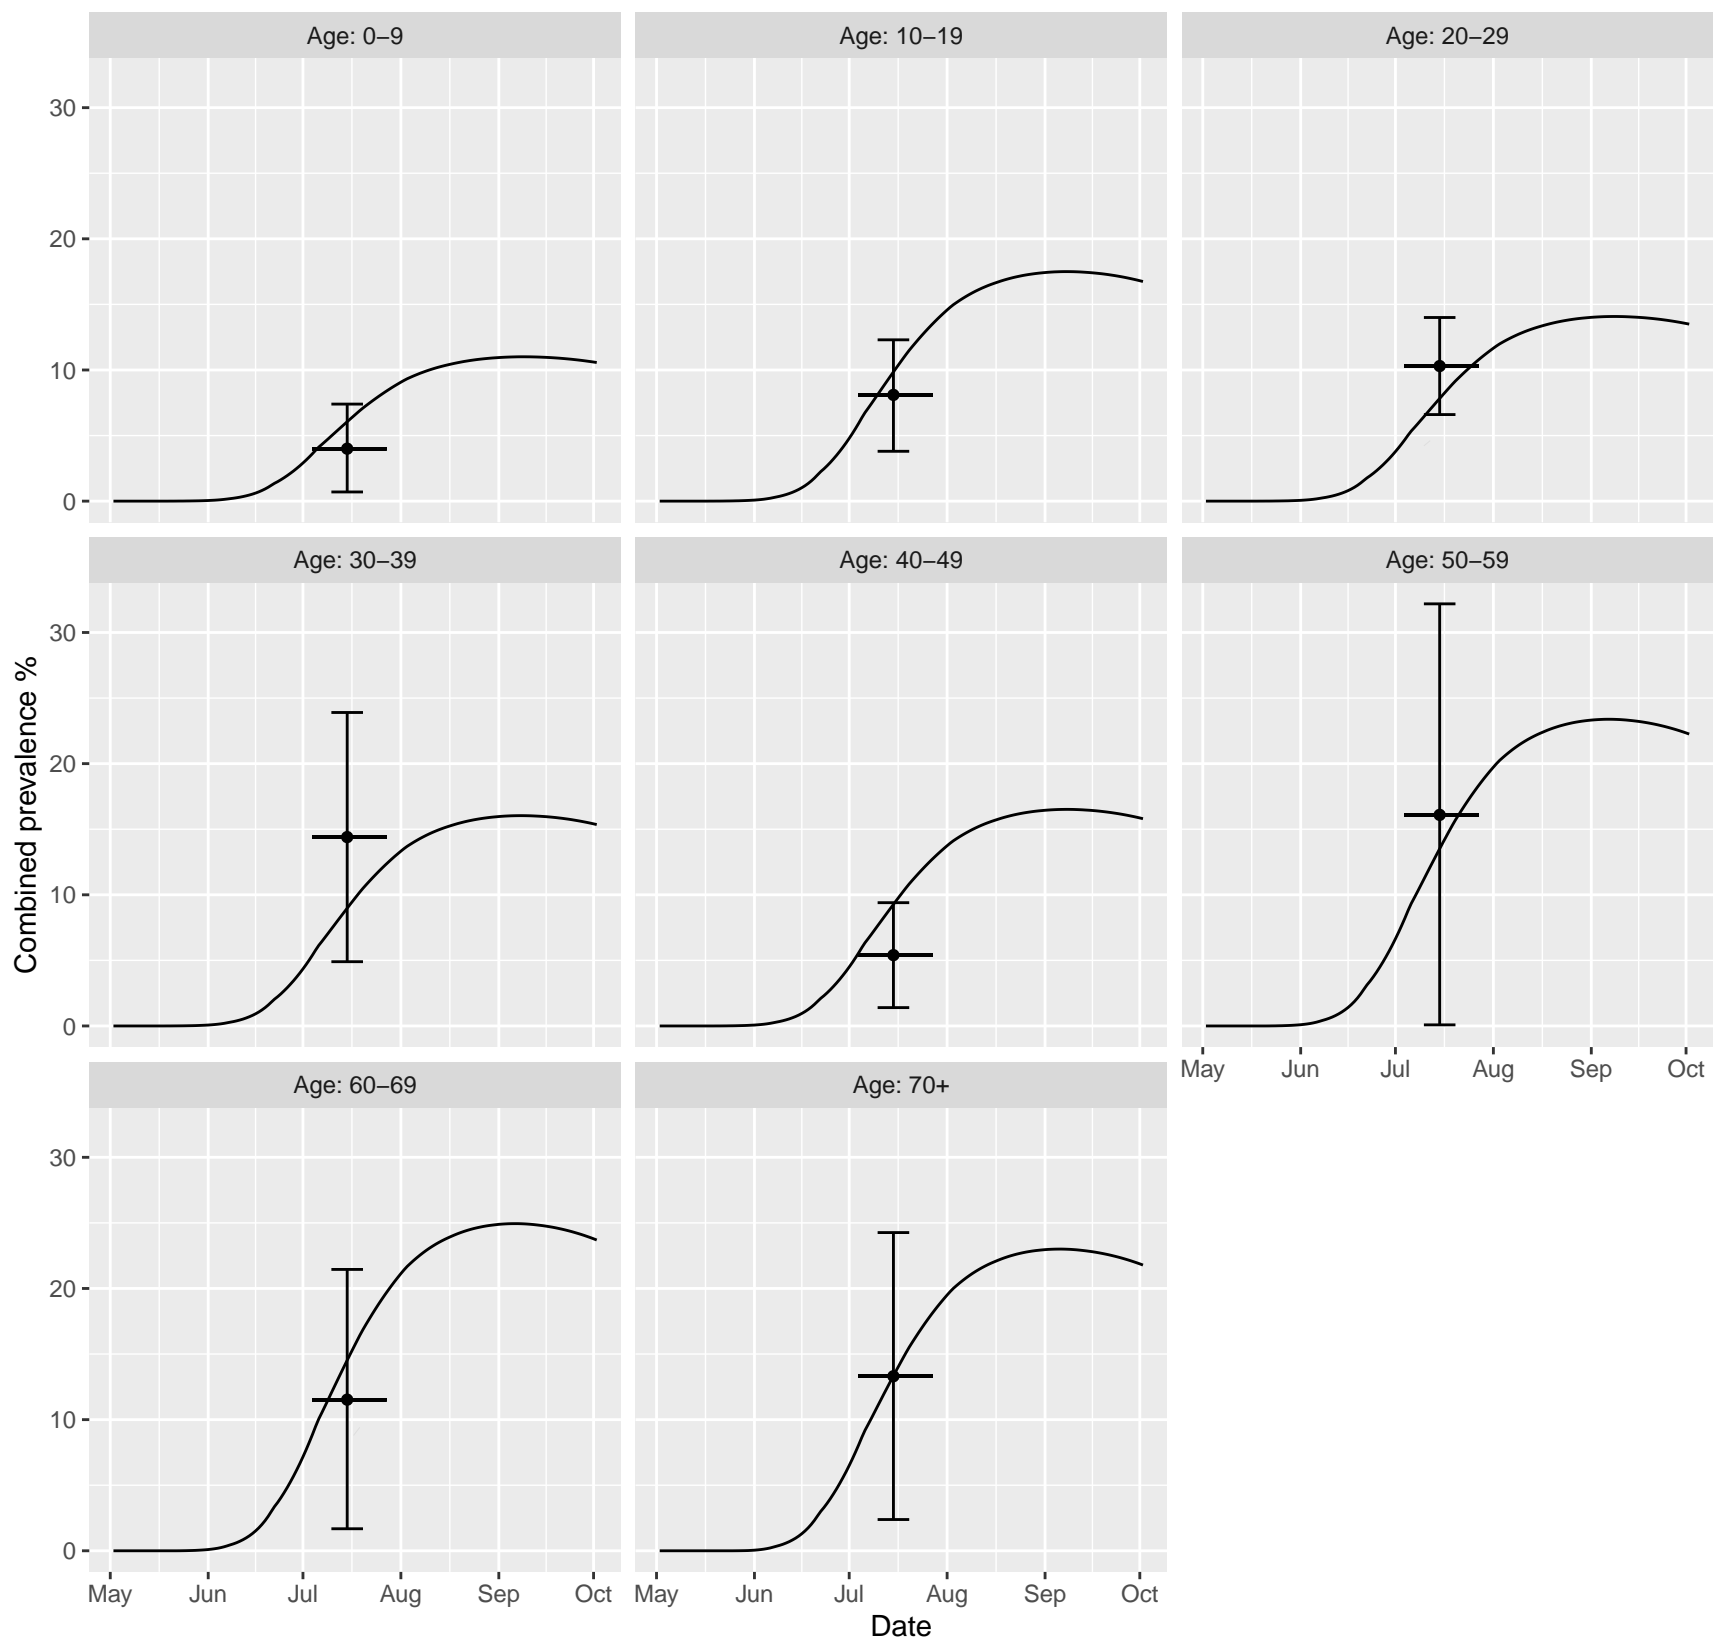 Age: 0–9
Age: 10–19
Age: 20–29
30
20
10
0
Age: 30–39
Age: 40–49
Age: 50–59
30
20
10
0
May Jun Jul Aug Sep Oct
Age: 60–69
Age: 70+
30
20
10
0
May Jun Jul Aug Sep Oct
May Jun Jul Aug Sep Oct
Date
Combined prevalence %